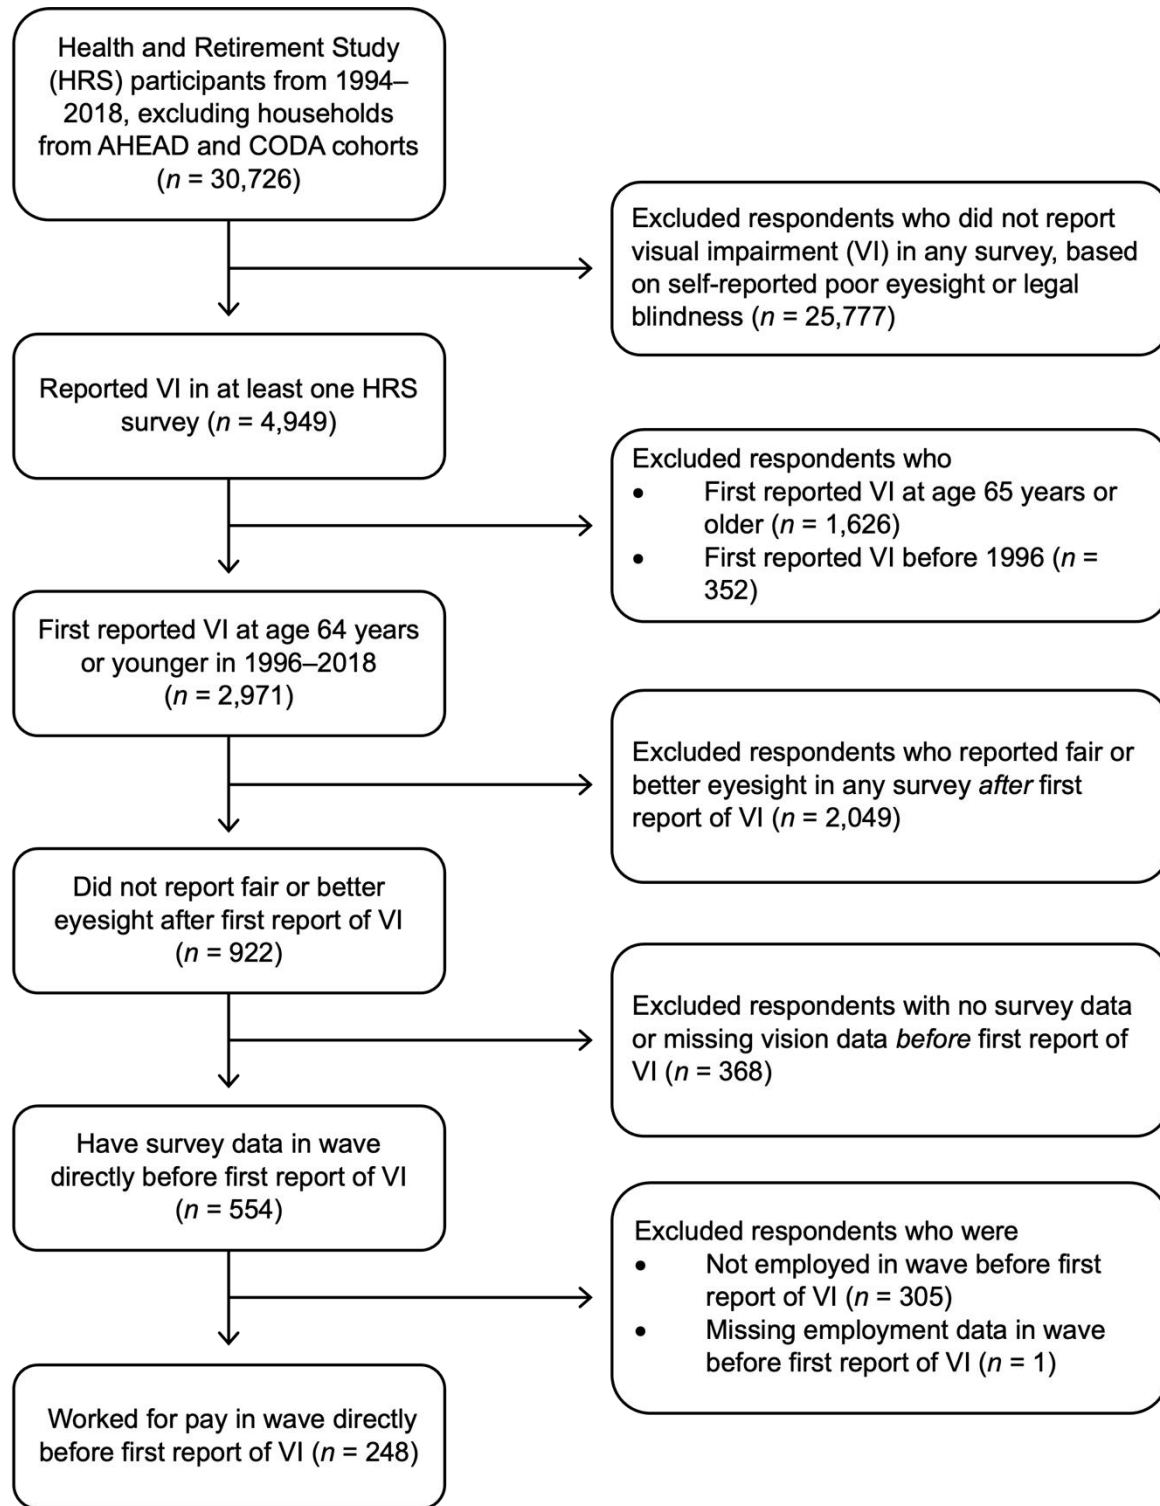 Health and Retirement Study
(HRS) participants from 1994–
2018, excluding households
from AHEAD and CODA cohorts
(n = 30,726)
Excluded respondents who did not report
visual impairment (VI) in any survey, based
on self-reported poor eyesight or legal
blindness (n = 25,777)
Reported VI in at least one HRS
survey (n = 4,949)
Excluded respondents who
• First reported VI at age 65 years or
older (n = 1,626)
• First reported VI before 1996 (n =
352)
First reported VI at age 64 years
or younger in 1996–2018
(n = 2,971)
Excluded respondents who reported fair or
better eyesight in any survey after first
report of VI (n = 2,049)
Did not report fair or better
eyesight after first report of VI
(n = 922)
Excluded respondents with no survey data
or missing vision data before first report of
VI (n = 368)
Have survey data in wave
directly before first report of VI
(n = 554)
Excluded respondents who were
• Not employed in wave before first
report of VI (n = 305)
• Missing employment data in wave
before first report of VI (n = 1)
Worked for pay in wave directly
before first report of VI (n = 248)